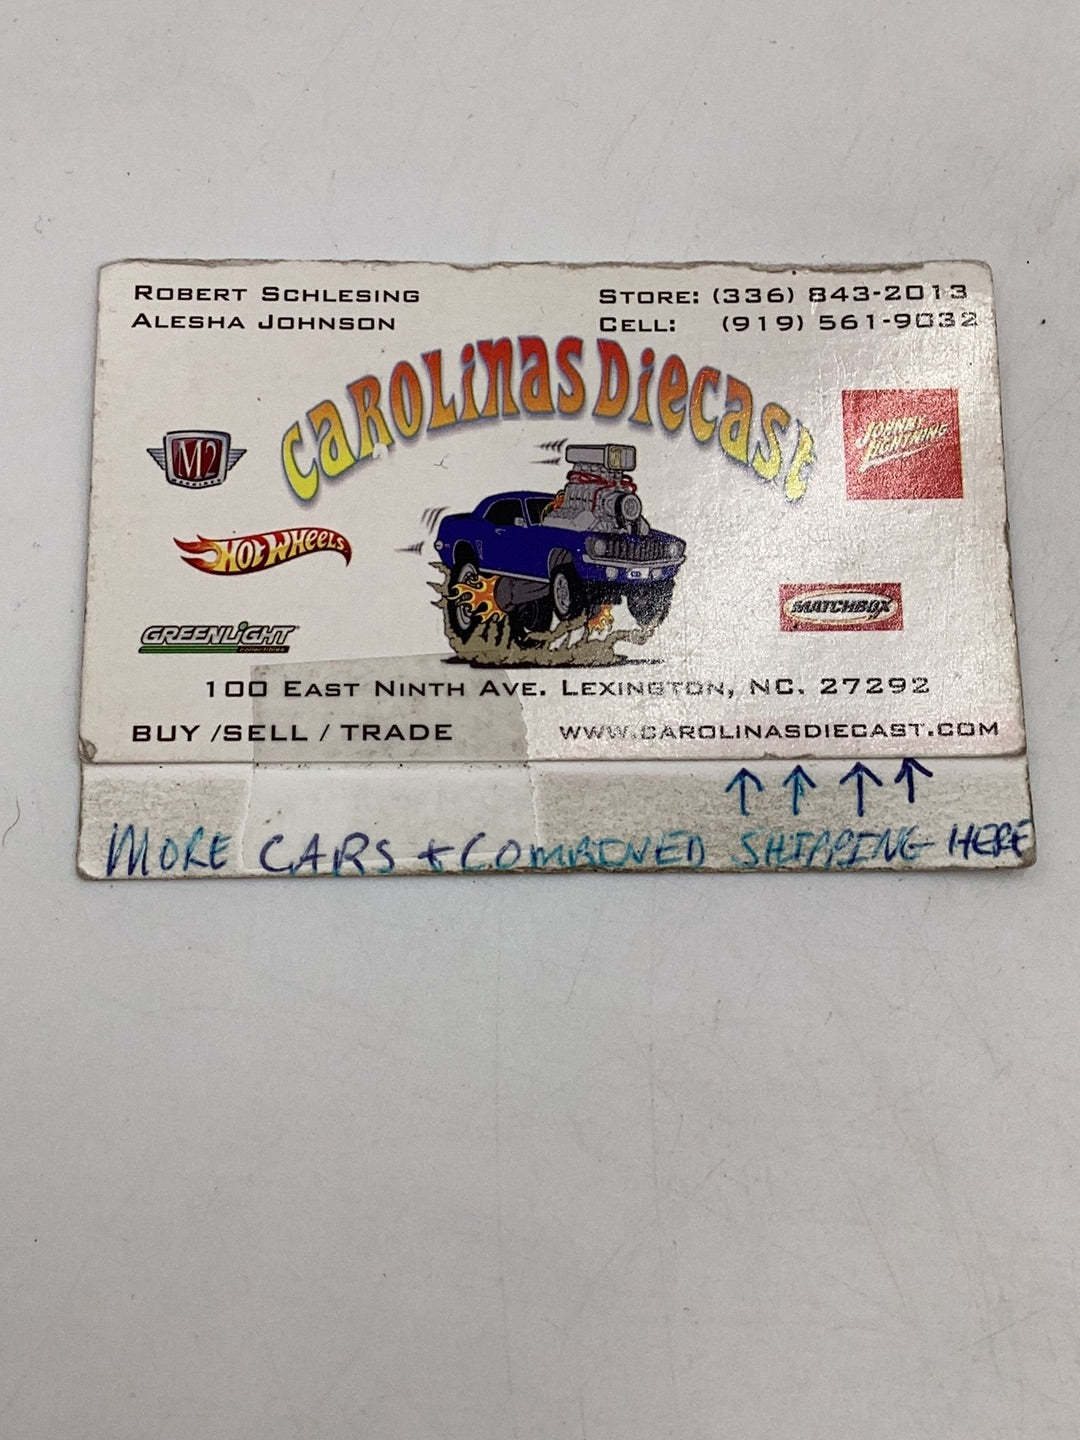 ROBERT SCHLESING
ALESHA JOHNSON
STORE: (336) 843-2013
CELL: (919) 561-9032
CAROLINAS DIECAST
M2
MACHINES
JOHNNY LIGHTNING
HOT WHEELS
MATCHBOX
GREENLIGHT
collectibles
100 EAST NINTH AVE. LEXINGTON, NC. 27292
BUY /SELL / TRADE
WWW.CAROLINASDIECAST.COM
↑ ↑ ↑ ↑
MORE CARS + COMBINED SHIPPING HERE